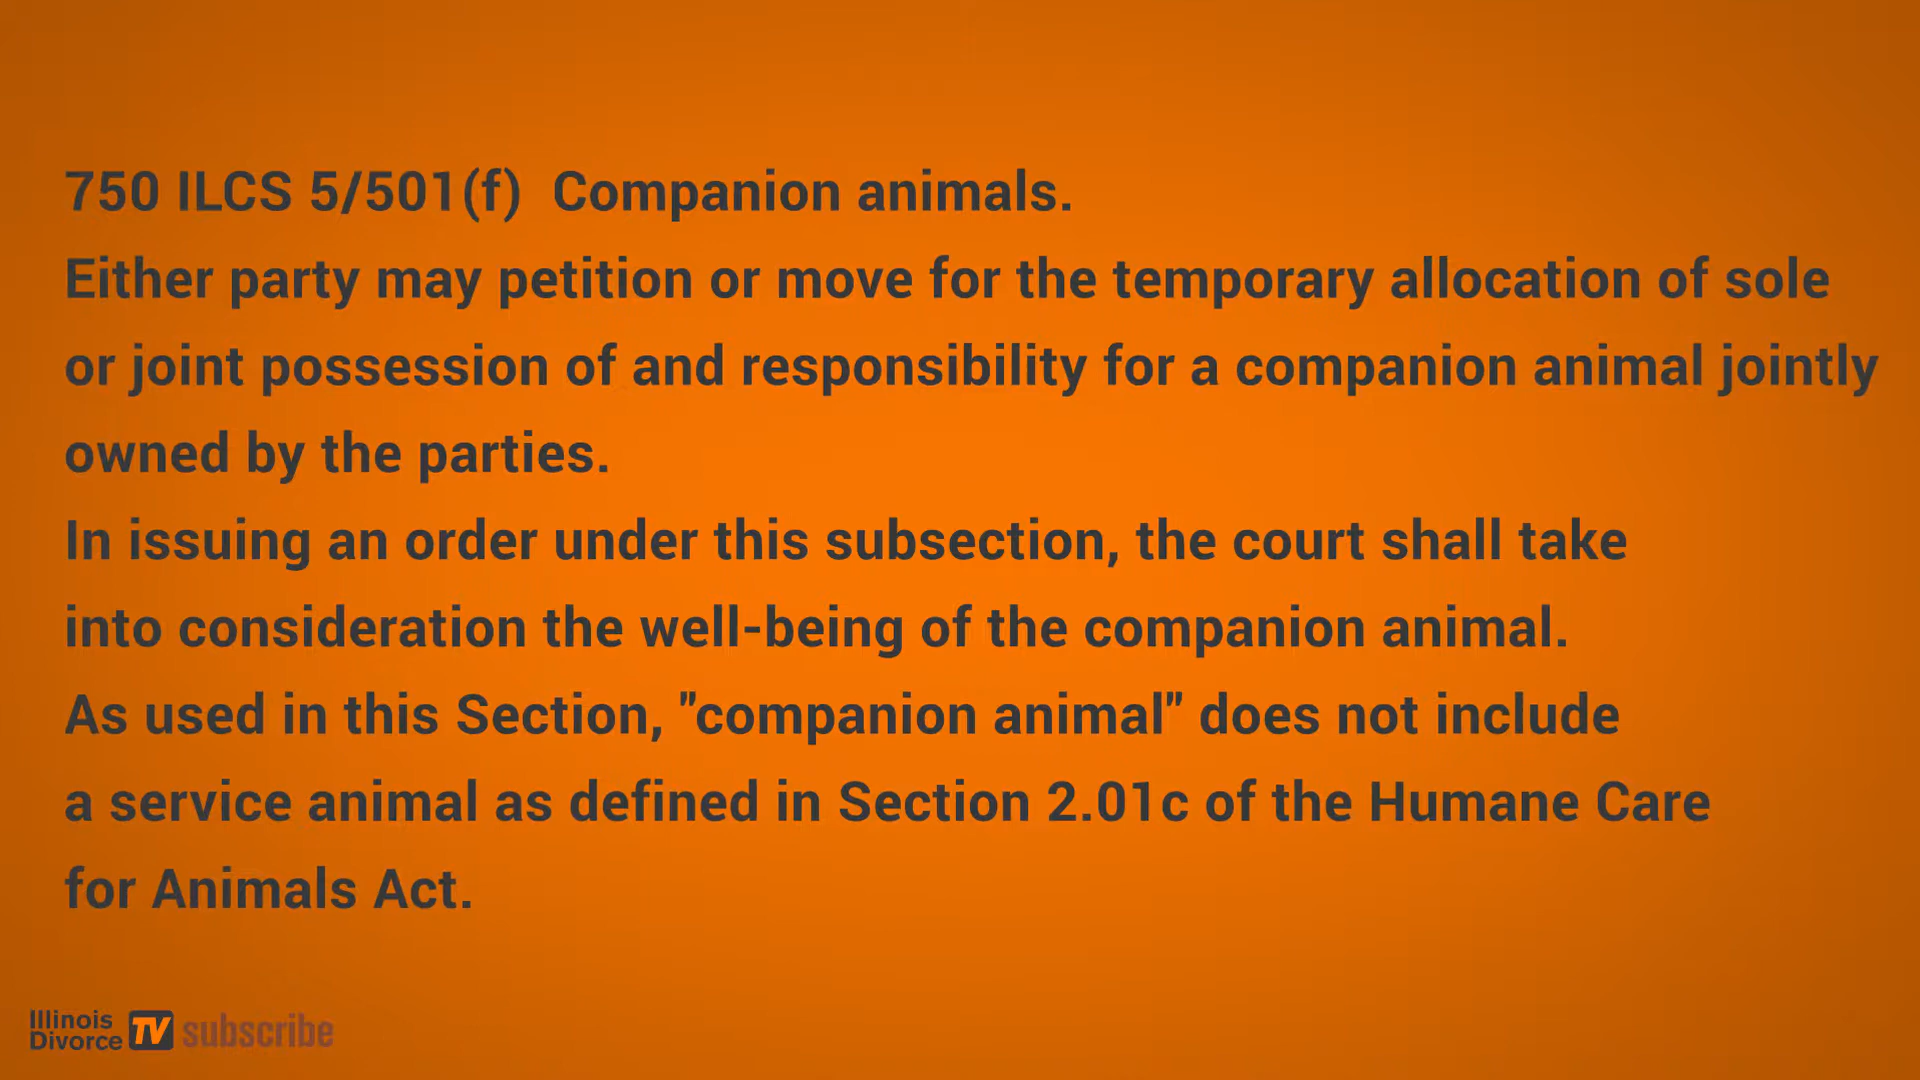 750 ILCS 5/501(f) Companion animals.
Either party may petition or move for the temporary allocation of sole
or joint possession of and responsibility for a companion animal jointly
owned by the parties.
In issuing an order under this subsection, the court shall take
into consideration the well-being of the companion animal.
As used in this Section, "companion animal" does not include
a service animal as defined in Section 2.01c of the Humane Care
for Animals Act.
Illinois
Divorce TV subscribe